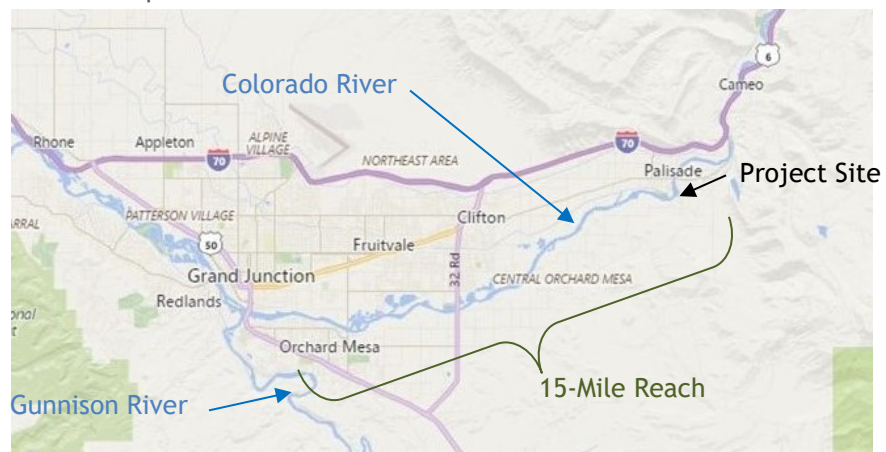 6
Cameo
Colorado River
Rhone
Appleton
70
ALPINE
VILLAGE
NORTHEAST AREA
70
Palisade
Project Site
PATTERSON VILLAGE
Clifton
50
Fruitvale
32 Rd
Grand Junction
CENTRAL ORCHARD MESA
Redlands
Orchard Mesa
15-Mile Reach
Gunnison River